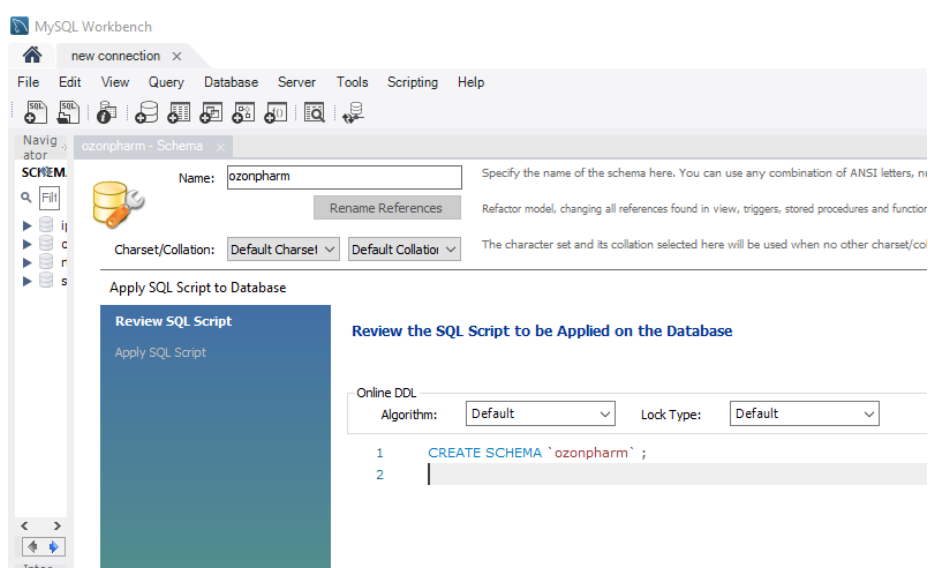 MySQL Workbench
new connection
File Edit View Query Database Server Tools Scripting Help
Navig
ator
ozonpharm - Schema
SCHEMA
Name: ozonpharm
Specify the name of the schema here. You can use any combination of ANSI letters,
Filt
Rename References
Refactor model, changing all references found in view, triggers, stored procedures and
Charset/Collation: Default Charset Default Collation
The character set and its collation selected here will be used when no other
Apply SQL Script to Database
Review SQL Script
Apply SQL Script
Review the SQL Script to be Applied on the Database
Online DDL
Algorithm: Default Lock Type: Default
1 CREATE SCHEMA `ozonpharm` ;
2